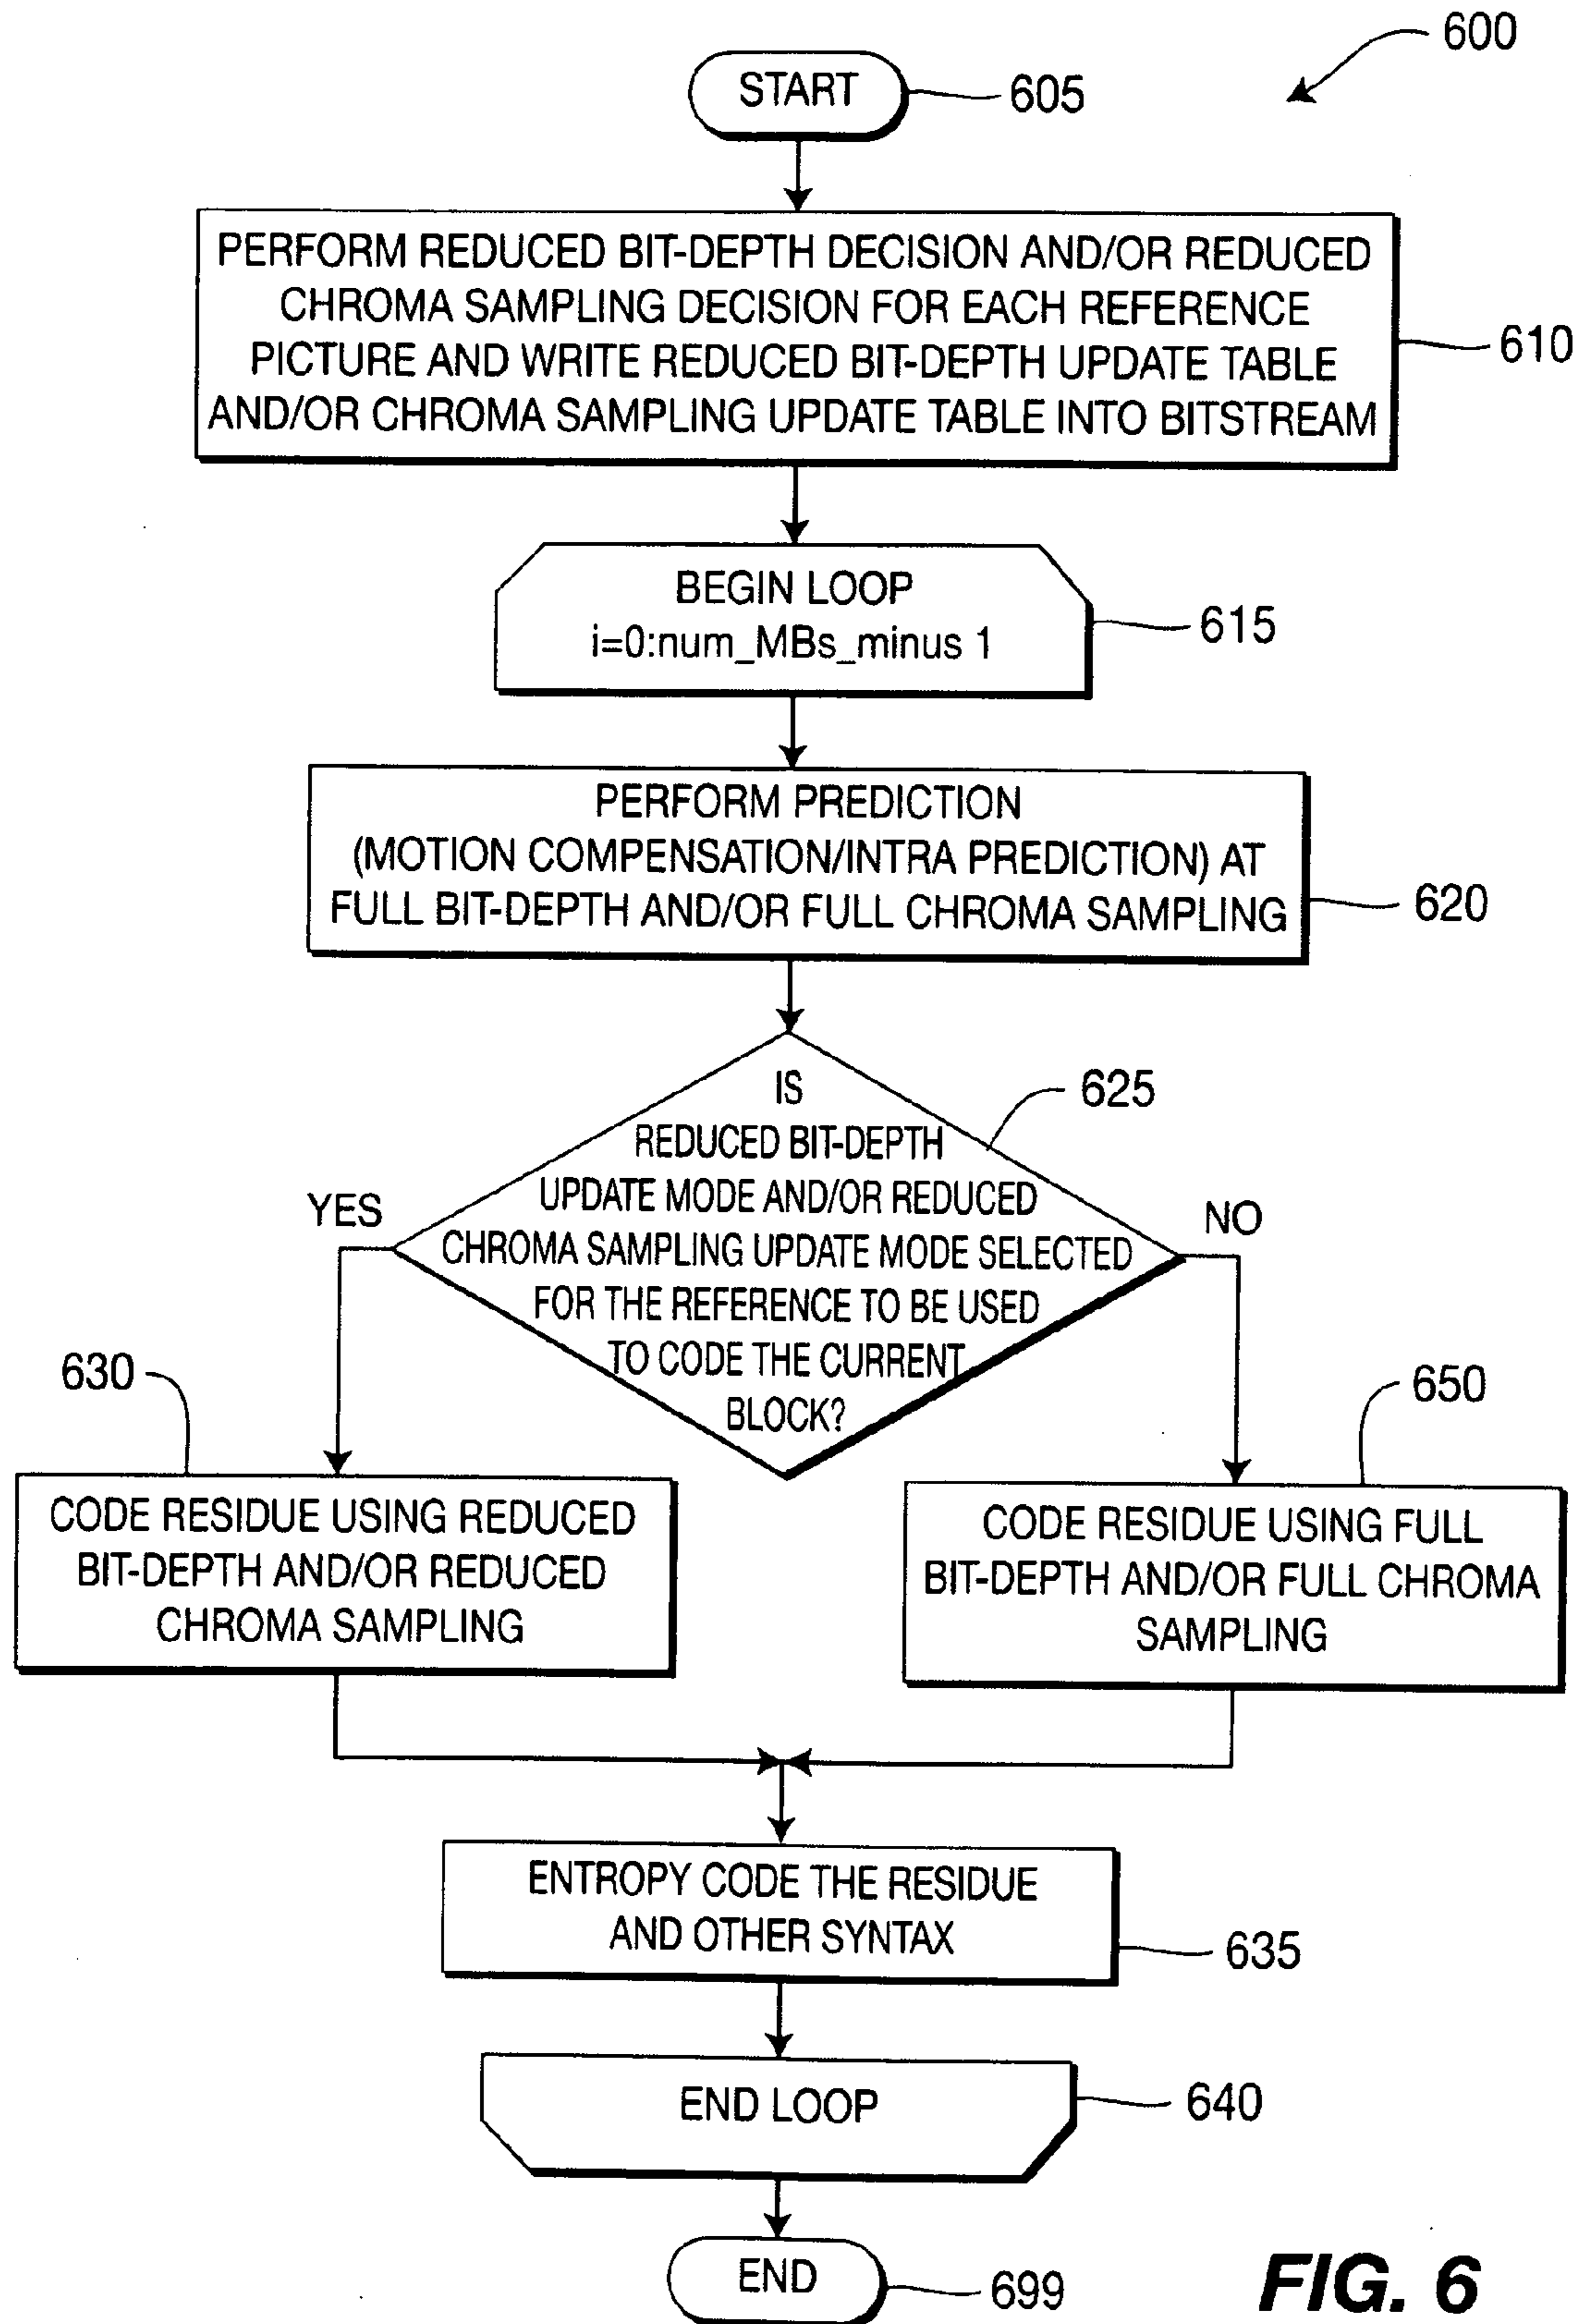 600
START
605
PERFORM REDUCED BIT-DEPTH DECISION AND/OR REDUCED
CHROMA SAMPLING DECISION FOR EACH REFERENCE
PICTURE AND WRITE REDUCED BIT-DEPTH UPDATE TABLE
AND/OR CHROMA SAMPLING UPDATE TABLE INTO BITSTREAM
610
BEGIN LOOP
i=0:num_MBs_minus 1
615
PERFORM PREDICTION
(MOTION COMPENSATION/INTRA PREDICTION) AT
FULL BIT-DEPTH AND/OR FULL CHROMA SAMPLING
620
IS
REDUCED BIT-DEPTH
UPDATE MODE AND/OR REDUCED
CHROMA SAMPLING UPDATE MODE SELECTED
FOR THE REFERENCE TO BE USED
TO CODE THE CURRENT
BLOCK?
625
YES
NO
630
CODE RESIDUE USING REDUCED
BIT-DEPTH AND/OR REDUCED
CHROMA SAMPLING
650
CODE RESIDUE USING FULL
BIT-DEPTH AND/OR FULL CHROMA
SAMPLING
ENTROPY CODE THE RESIDUE
AND OTHER SYNTAX
635
END LOOP
640
END
699
FIG. 6